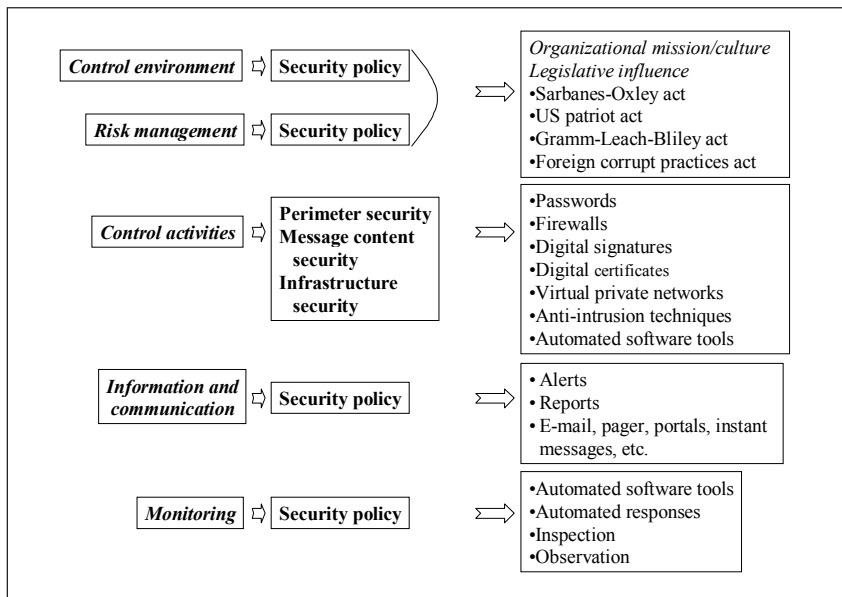 Control environment
Security policy
Risk management
Security policy
Organizational mission/culture
Legislative influence
•Sarbanes-Oxley act
•US patriot act
•Gramm-Leach-Bliley act
•Foreign corrupt practices act
Control activities
Perimeter security
Message content
security
Infrastructure
security
•Passwords
•Firewalls
•Digital signatures
•Digital certificates
•Virtual private networks
•Anti-intrusion techniques
•Automated software tools
Information and
communication
Security policy
• Alerts
• Reports
• E-mail, pager, portals, instant
messages, etc.
Monitoring
Security policy
•Automated software tools
•Automated responses
•Inspection
•Observation